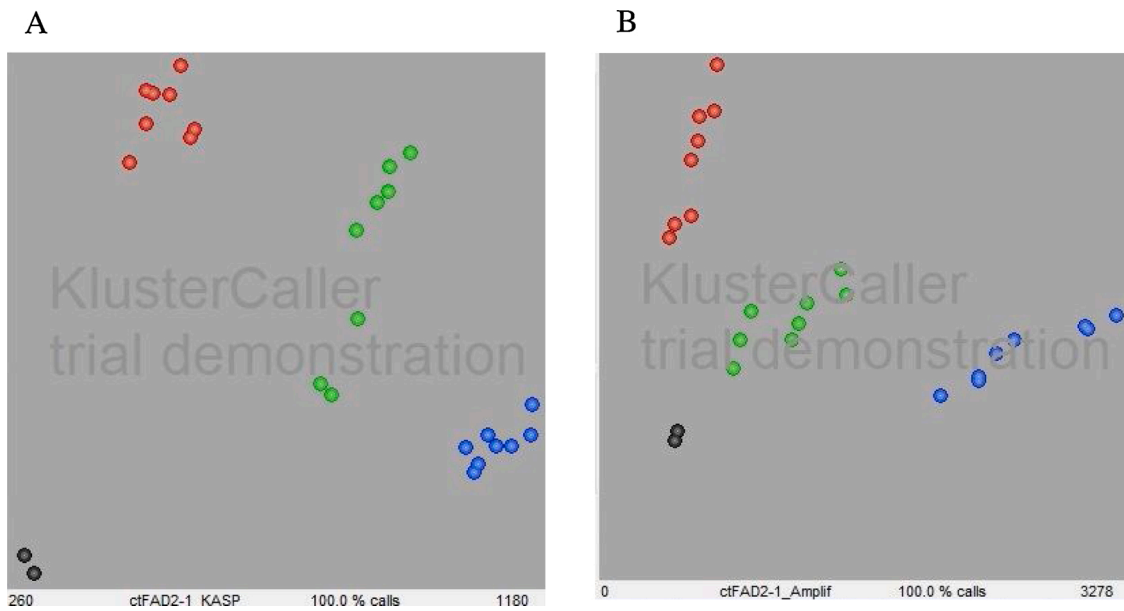 A
B
KlusterCaller
trial demonstration
KlusterCaller
trial demonstration
260 ctFAD2-1_KASP 100.0 % calls 1180
0 ctFAD2-1_Amplif 100.0 % calls 3278